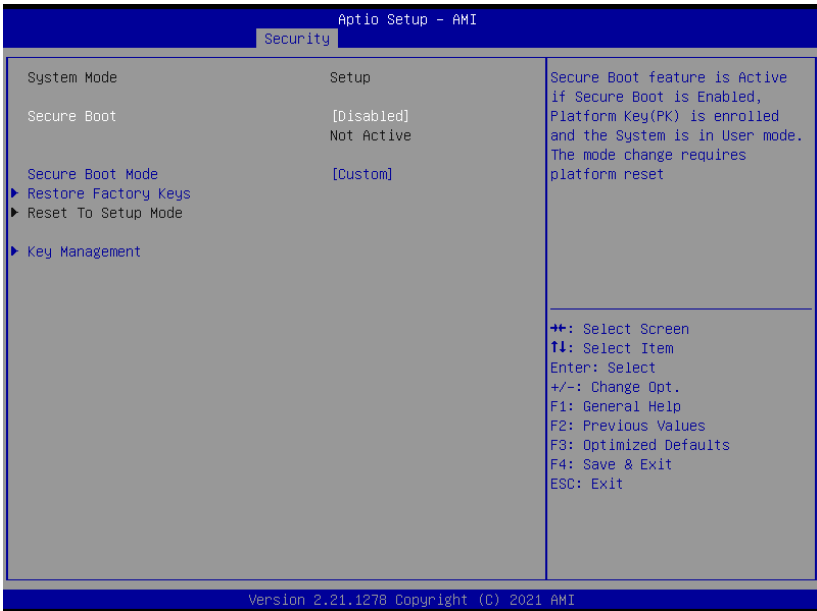 Aptio Setup - AMI
Security
System Mode Setup
Secure Boot [Disabled]
Not Active
Secure Boot Mode [Custom]
Restore Factory Keys
Reset To Setup Mode
Key Management
Secure Boot feature is Active
if Secure Boot is Enabled,
Platform Key(PK) is enrolled
and the System is in User mode.
The mode change requires
platform reset
→←: Select Screen
↑↓: Select Item
Enter: Select
+/-: Change Opt.
F1: General Help
F2: Previous Values
F3: Optimized Defaults
F4: Save & Exit
ESC: Exit
Version 2.21.1278 Copyright (C) 2021 AMI